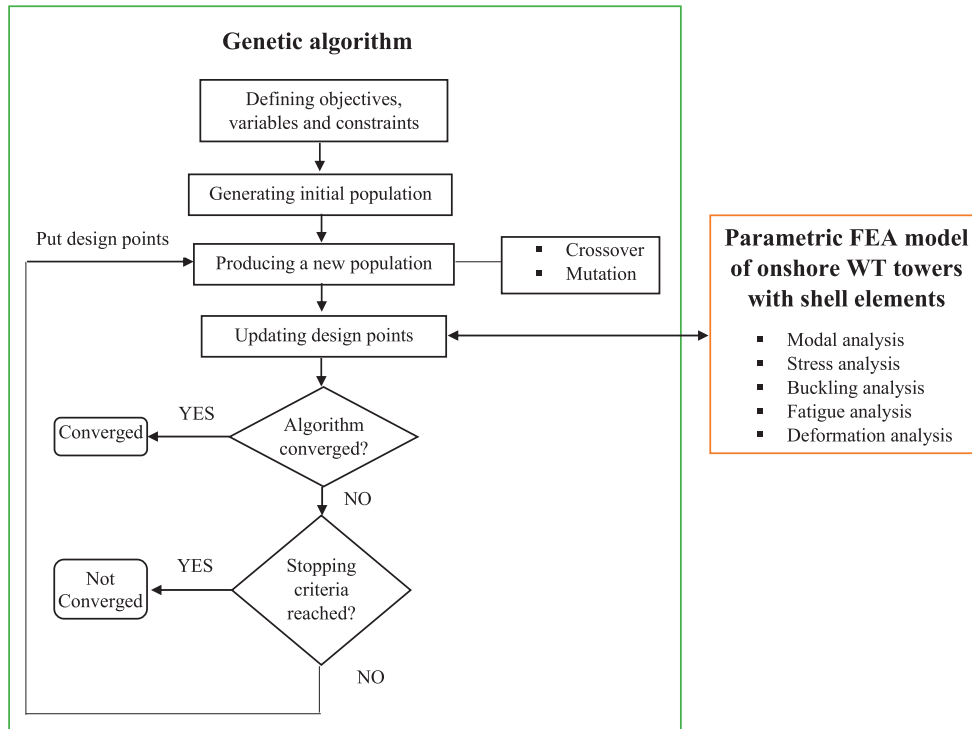 Genetic algorithm
Defining objectives,
variables and constraints
Generating initial population
Put design points
Producing a new population
▪ Crossover
▪ Mutation
Updating design points
YES
Converged
Algorithm
converged?
NO
YES
Not
Converged
Stopping
criteria
reached?
NO
Parametric FEA model
of onshore WT towers
with shell elements
▪ Modal analysis
▪ Stress analysis
▪ Buckling analysis
▪ Fatigue analysis
▪ Deformation analysis